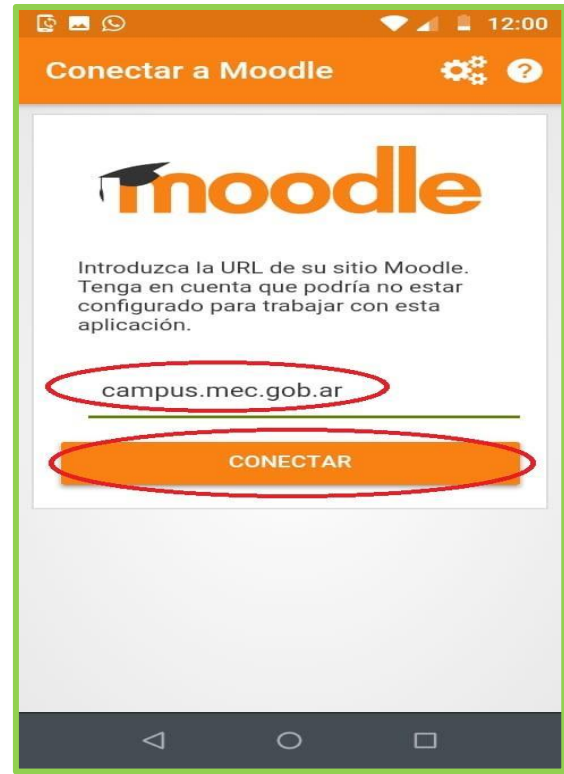 12:00
Conectar a Moodle
moodle
Introduzca la URL de su sitio Moodle.
Tenga en cuenta que podría no estar
configurado para trabajar con esta
aplicación.
campus.mec.gob.ar
CONECTAR